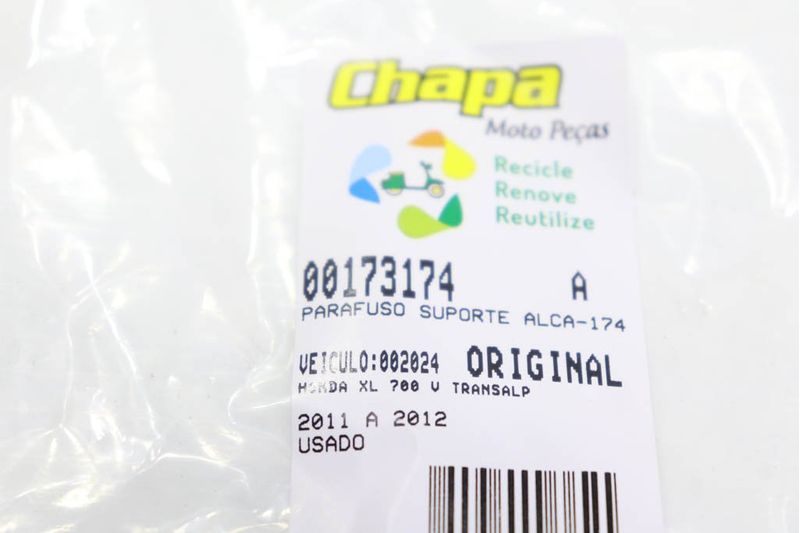 Chapa
Moto Peças
Recicle
Renove
Reutilize
00173174 A
PARAFUSO SUPORTE ALCA-174
VEICULO:002024 ORIGINAL
HONDA XL 700 V TRANSALP
2011 A 2012
USADO